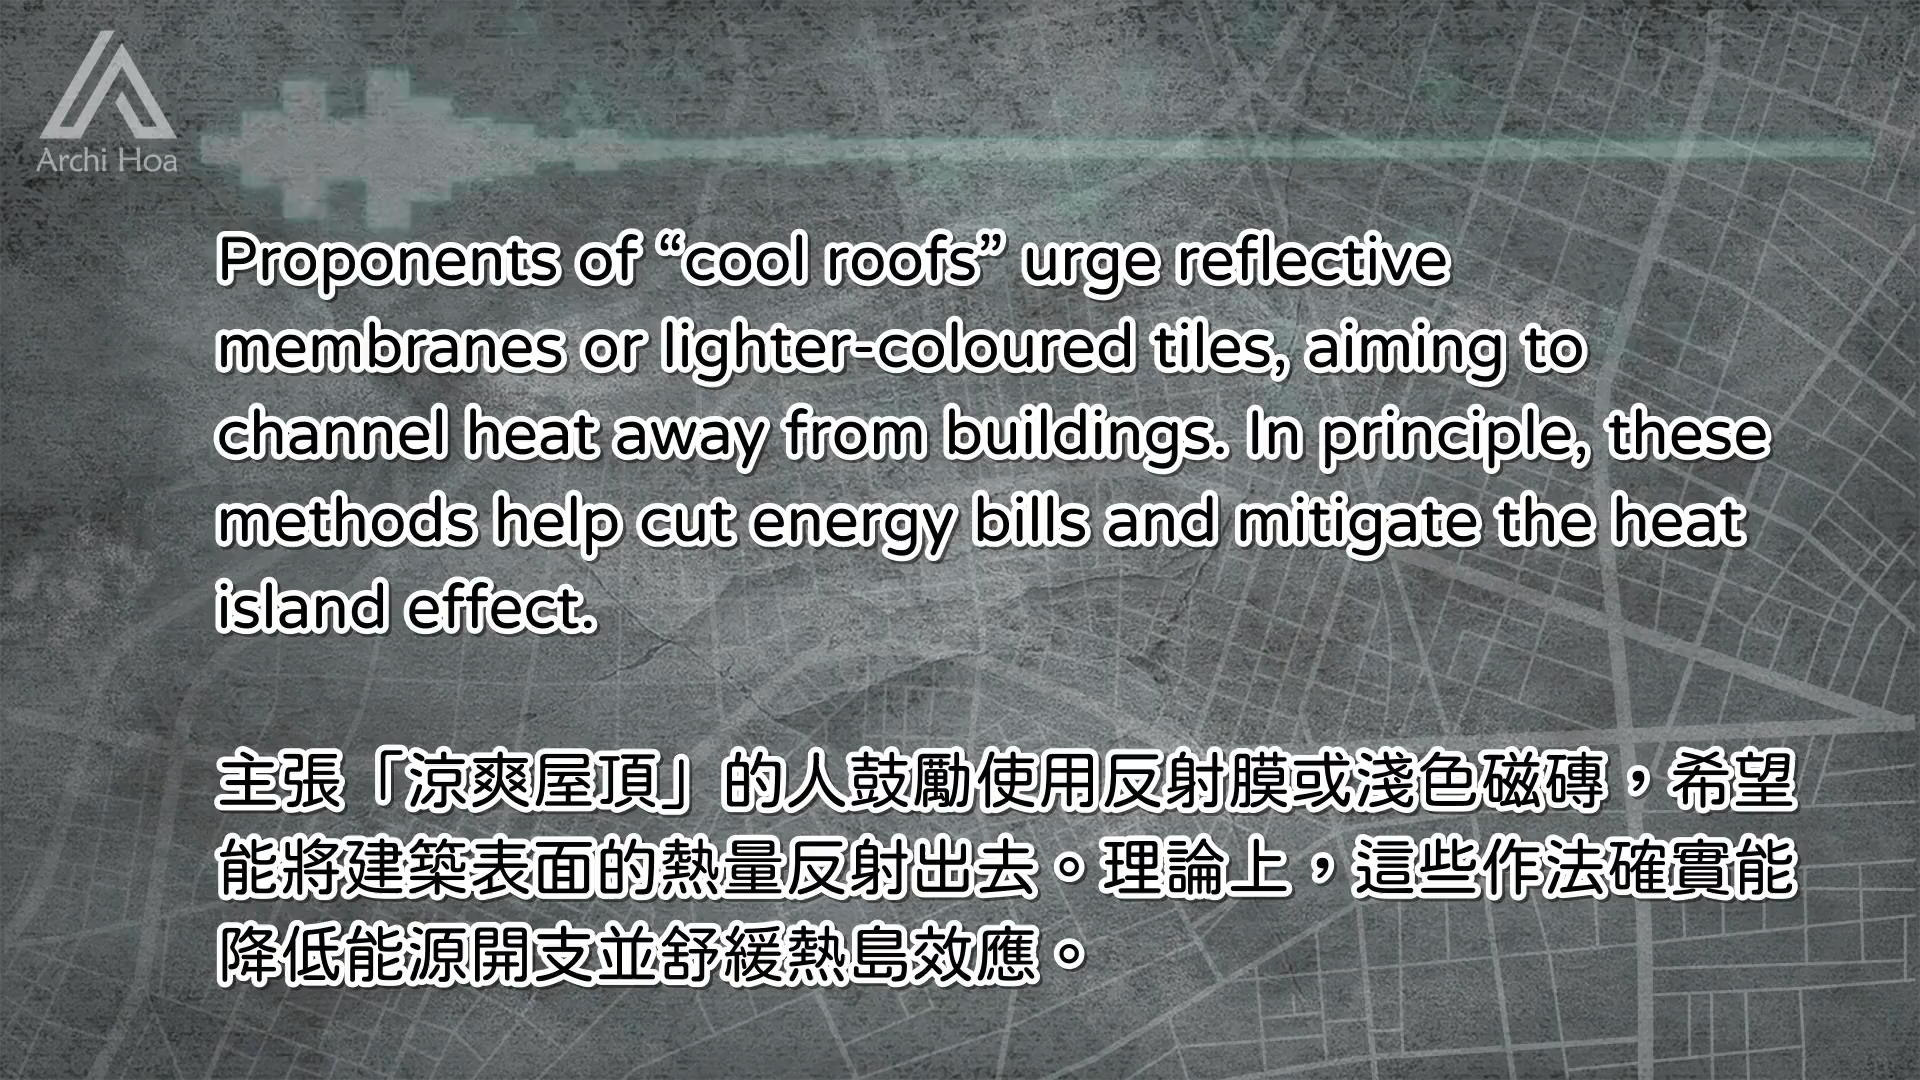 Archi Hoa
Proponents of “cool roofs” urge reflective
membranes or lighter-coloured tiles, aiming to
channel heat away from buildings. In principle, these
methods help cut energy bills and mitigate the heat
island effect.
主張「涼爽屋頂」的人鼓勵使用反射膜或淺色磁磚，希望
能將建築表面的熱量反射出去。理論上，這些作法確實能
降低能源開支並舒緩熱島效應。